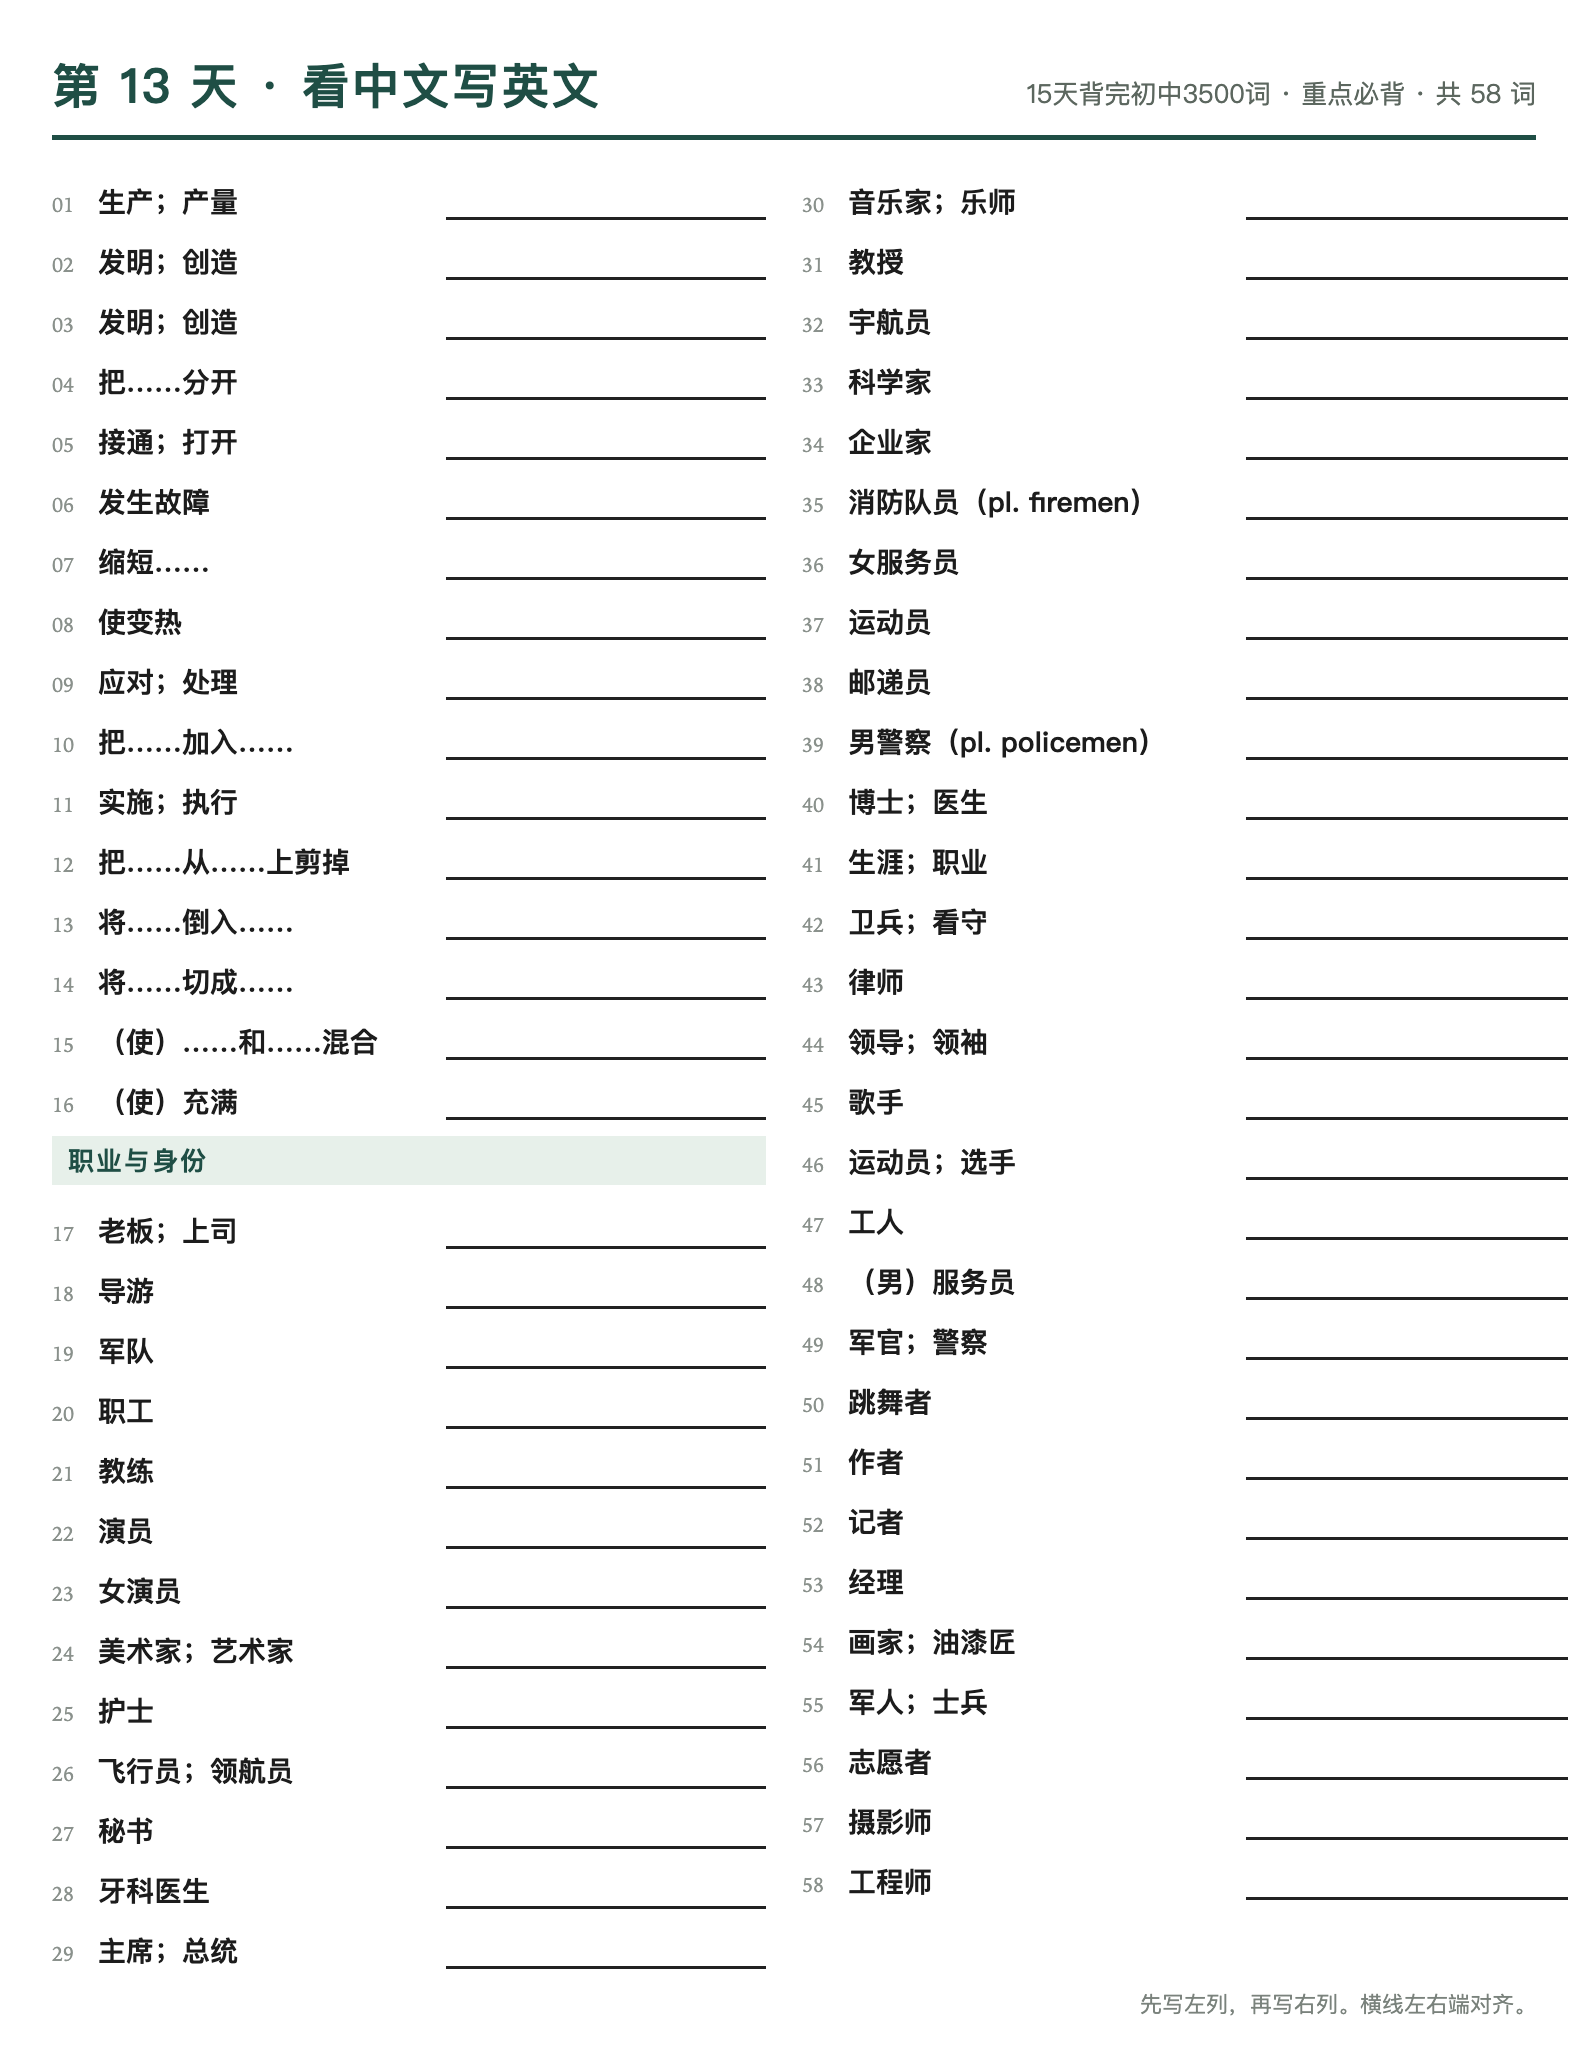 第 13 天 · 看中文写英文
15天背完初中3500词 · 重点必背 · 共 58 词
01 生产；产量
02 发明；创造
03 发明；创造
04 把……分开
05 接通；打开
06 发生故障
07 缩短……
08 使变热
09 应对；处理
10 把……加入……
11 实施；执行
12 把……从……上剪掉
13 将……倒入……
14 将……切成……
15 （使）……和……混合
16 （使）充满
职业与身份
17 老板；上司
18 导游
19 军队
20 职工
21 教练
22 演员
23 女演员
24 美术家；艺术家
25 护士
26 飞行员；领航员
27 秘书
28 牙科医生
29 主席；总统
30 音乐家；乐师
31 教授
32 宇航员
33 科学家
34 企业家
35 消防队员（pl. firemen）
36 女服务员
37 运动员
38 邮递员
39 男警察（pl. policemen）
40 博士；医生
41 生涯；职业
42 卫兵；看守
43 律师
44 领导；领袖
45 歌手
46 运动员；选手
47 工人
48 （男）服务员
49 军官；警察
50 跳舞者
51 作者
52 记者
53 经理
54 画家；油漆匠
55 军人；士兵
56 志愿者
57 摄影师
58 工程师
先写左列，再写右列。横线左右端对齐。